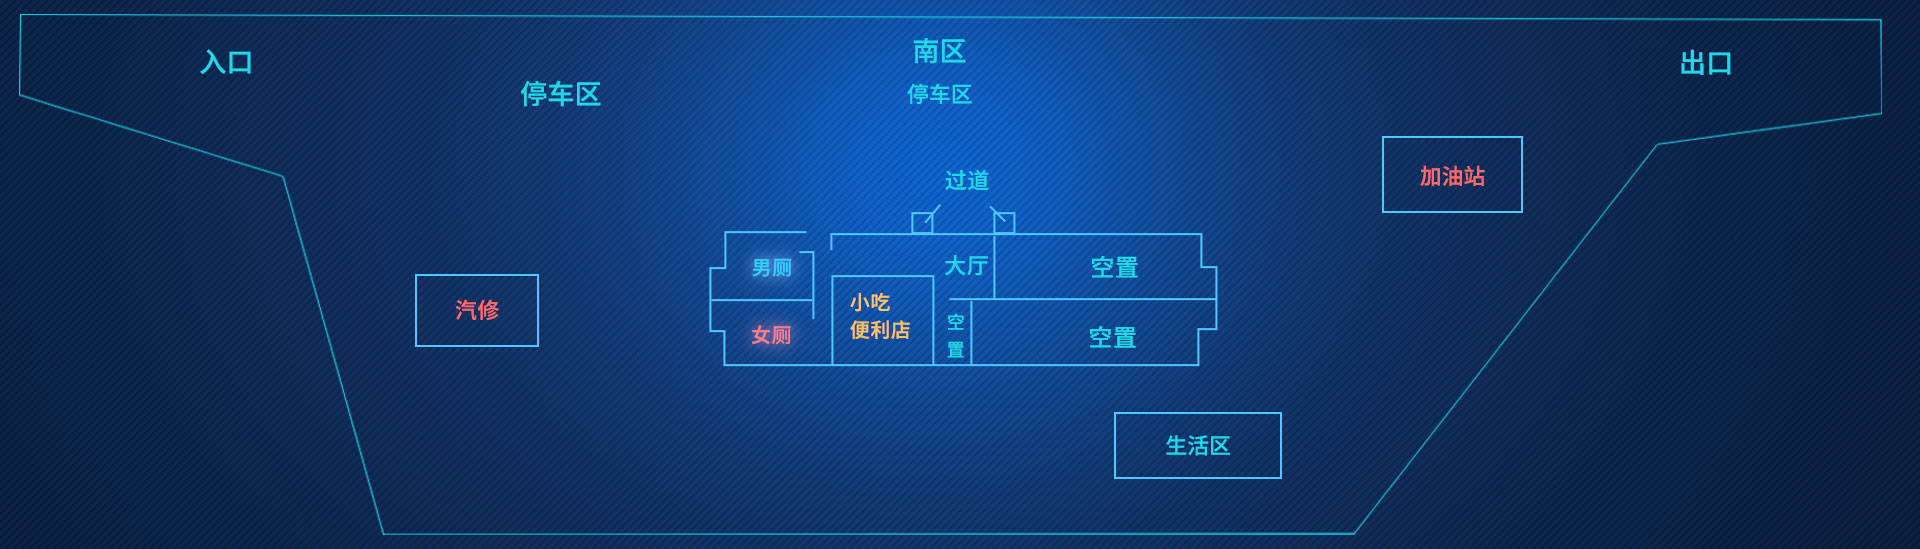 入口
南区
出口
停车区
停车区
过道
加油站
男厕
大厅
空置
汽修
小吃
便利店
女厕
空
置
空置
生活区